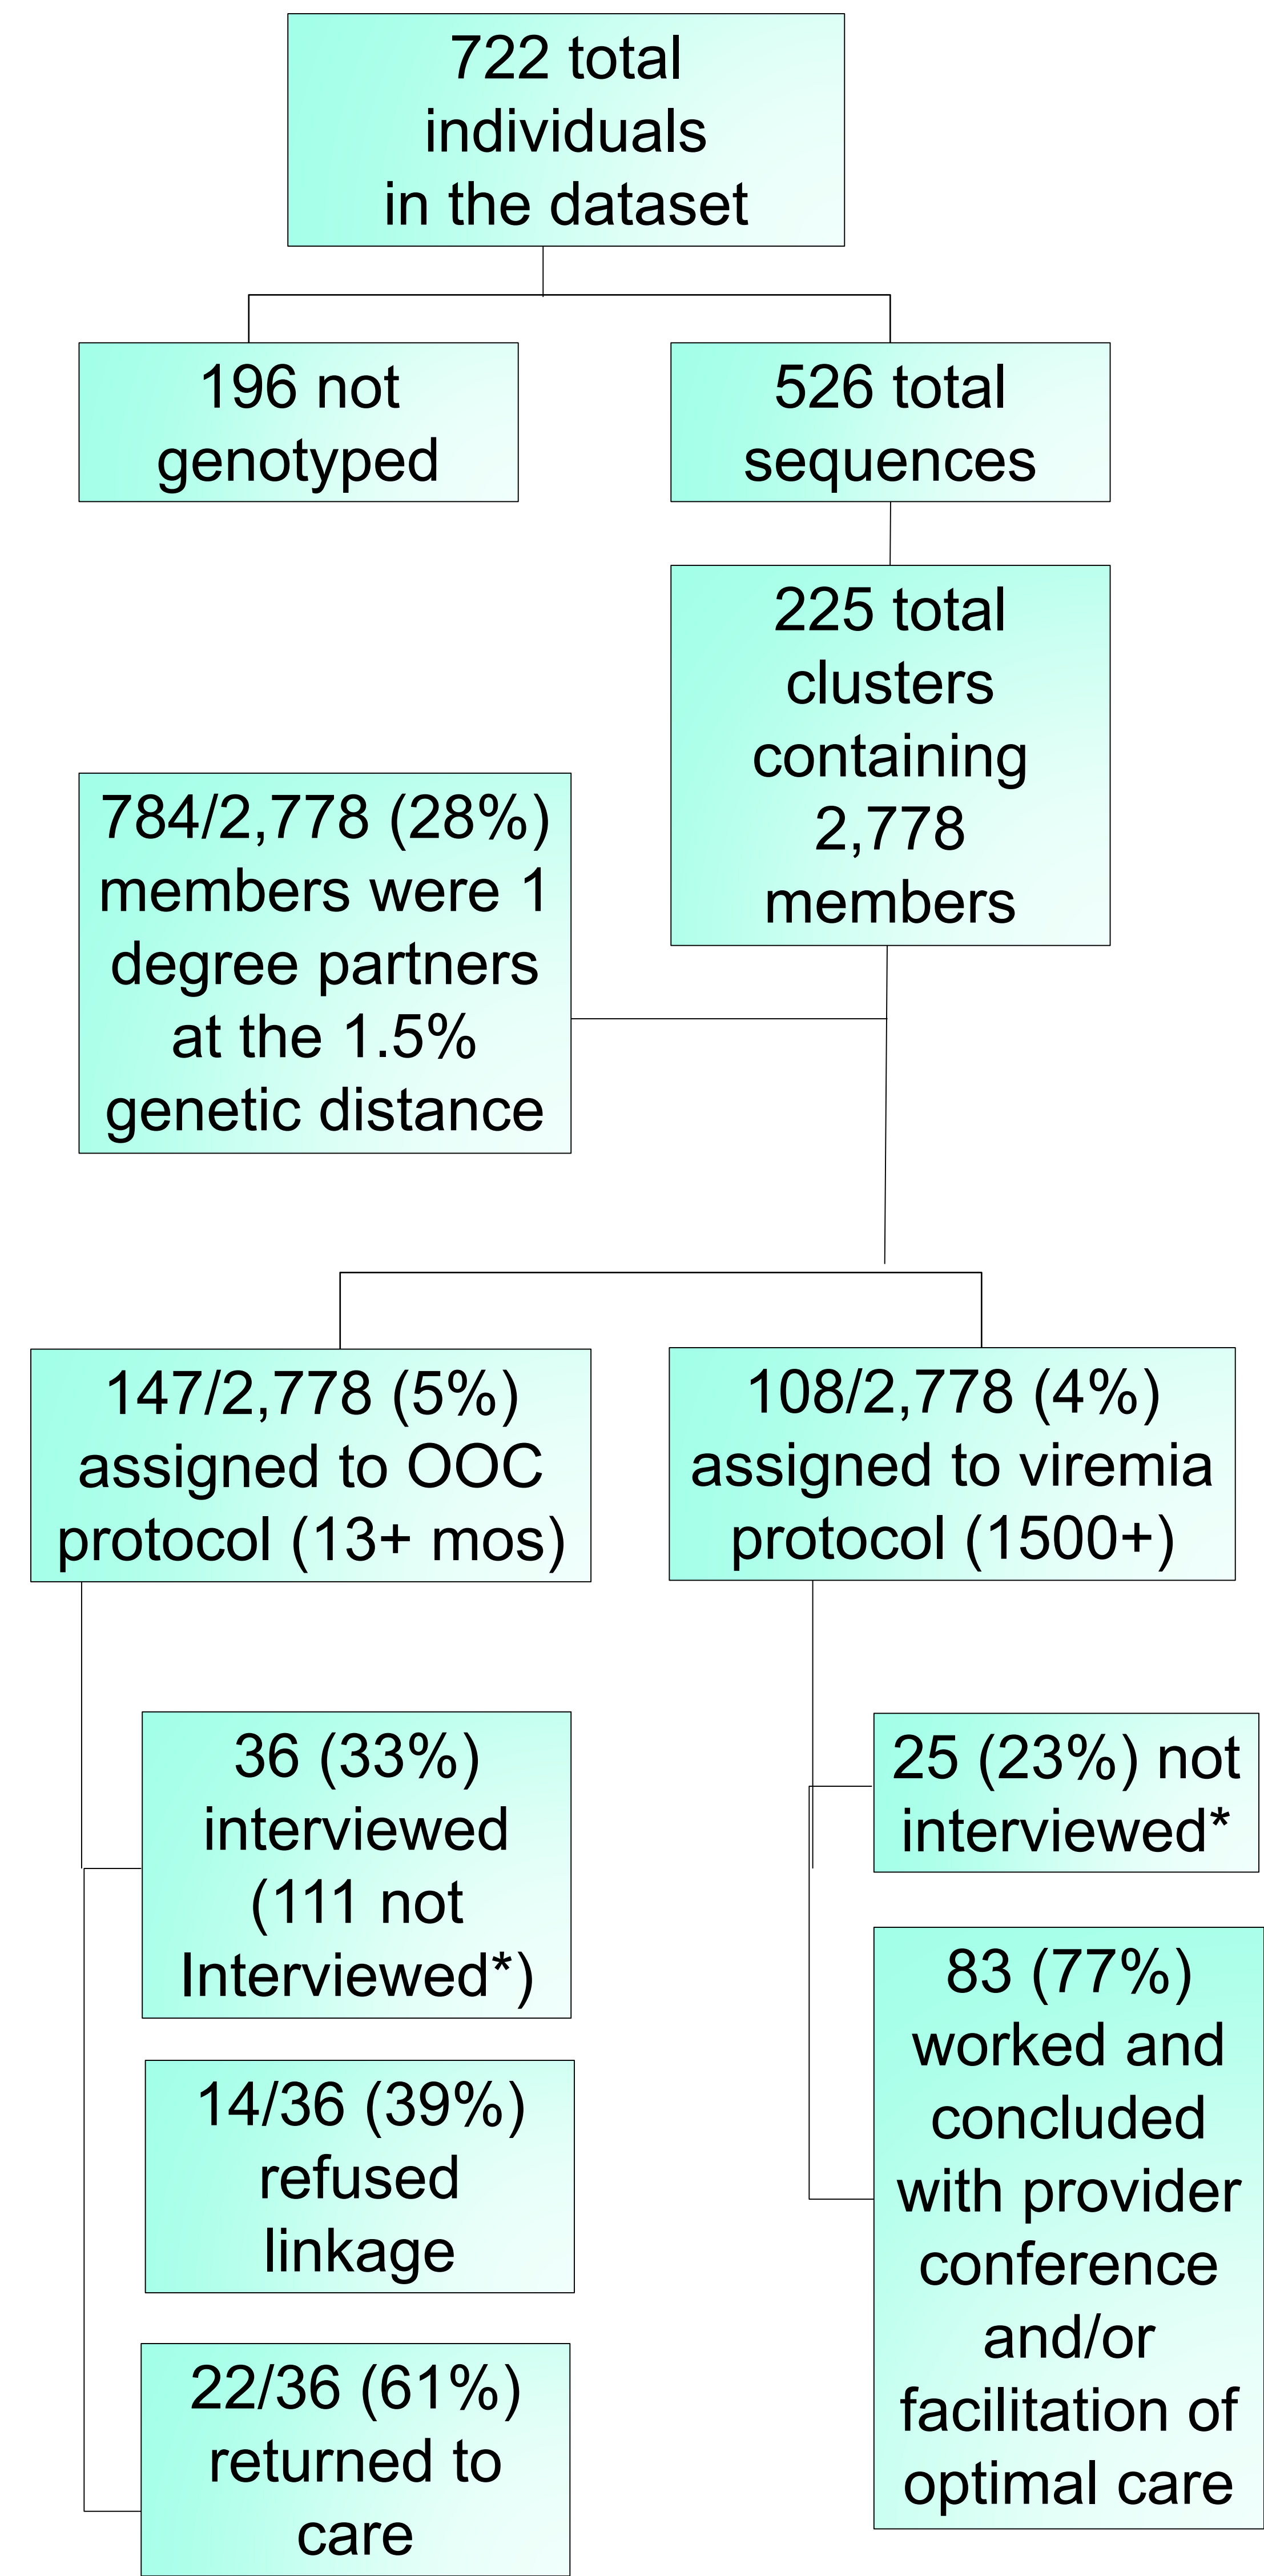 722 total
individuals
in the dataset
196 not
genotyped
526 total
sequences
225 total
clusters
containing
2,778
members
784/2,778 (28%)
members were 1
degree partners
at the 1.5%
genetic distance
147/2,778 (5%)
assigned to OOC
protocol (13+ mos)
108/2,778 (4%)
assigned to viremia
protocol (1500+)
36 (33%)
interviewed
(111 not
Interviewed*)
14/36 (39%)
refused
linkage
22/36 (61%)
returned to
care
25 (23%) not
interviewed*
83 (77%)
worked and
concluded
with provider
conference
and/or
facilitation of
optimal care